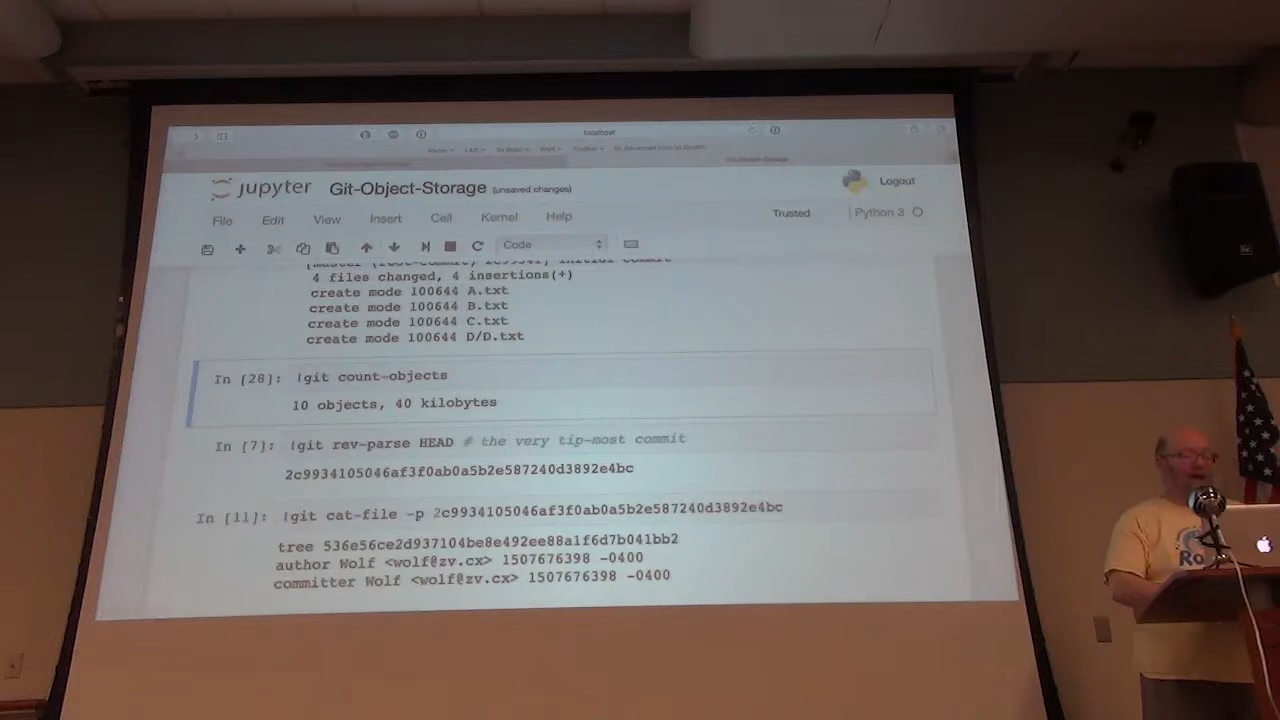 localhost
Git-Object-Storage
jupyter Git-Object-Storage (unsaved changes)
Logout
File Edit View Insert Cell Kernel Help
Trusted
Python 3
Code
4 files changed, 4 insertions(+)
create mode 100644 A.txt
create mode 100644 B.txt
create mode 100644 C.txt
create mode 100644 D/D.txt
In [28]: !git count-objects
10 objects, 40 kilobytes
In [7]: !git rev-parse HEAD # the very tip-most commit
2c9934105046af3f0ab0a5b2e587240d3892e4bc
In [11]: !git cat-file -p 2c9934105046af3f0ab0a5b2e587240d3892e4bc
tree 536e56ce2d937104be8e492ee88a1f6d7b041bb2
author Wolf <wolf@zv.cx> 1507676398 -0400
committer Wolf <wolf@zv.cx> 1507676398 -0400